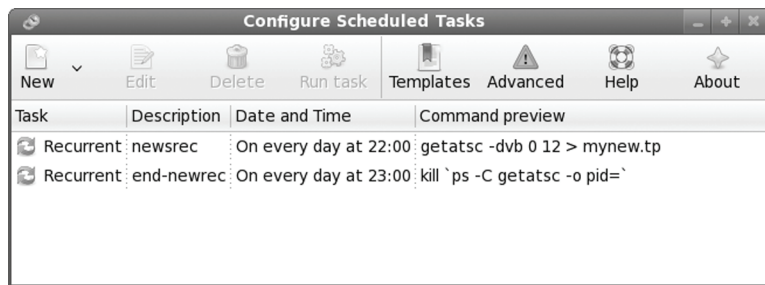 Configure Scheduled Tasks
New Edit Delete Run task Templates Advanced Help About
Task Description Date and Time Command preview
Recurrent newsrec On every day at 22:00 getatsc -dvb 0 12 > mynew.tp
Recurrent end-newrec On every day at 23:00 kill `ps -C getatsc -o pid=`